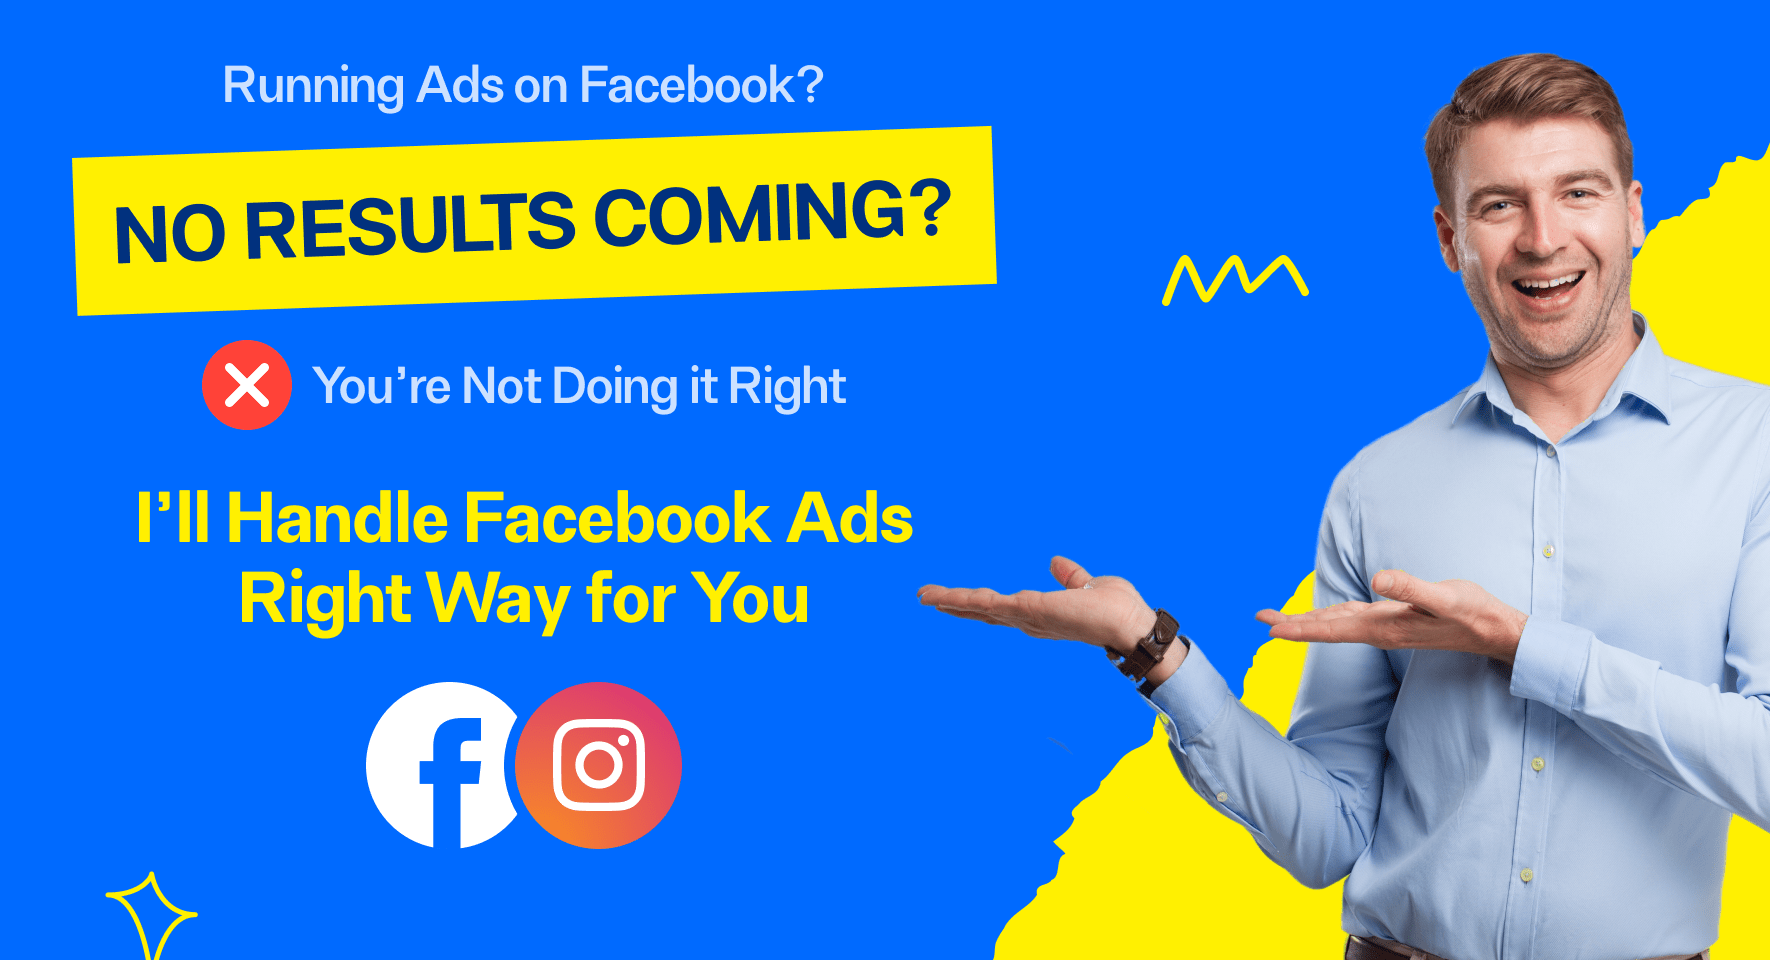 Running Ads on Facebook?
NO RESULTS COMING?
You’re Not Doing it Right
I’ll Handle Facebook Ads
Right Way for You